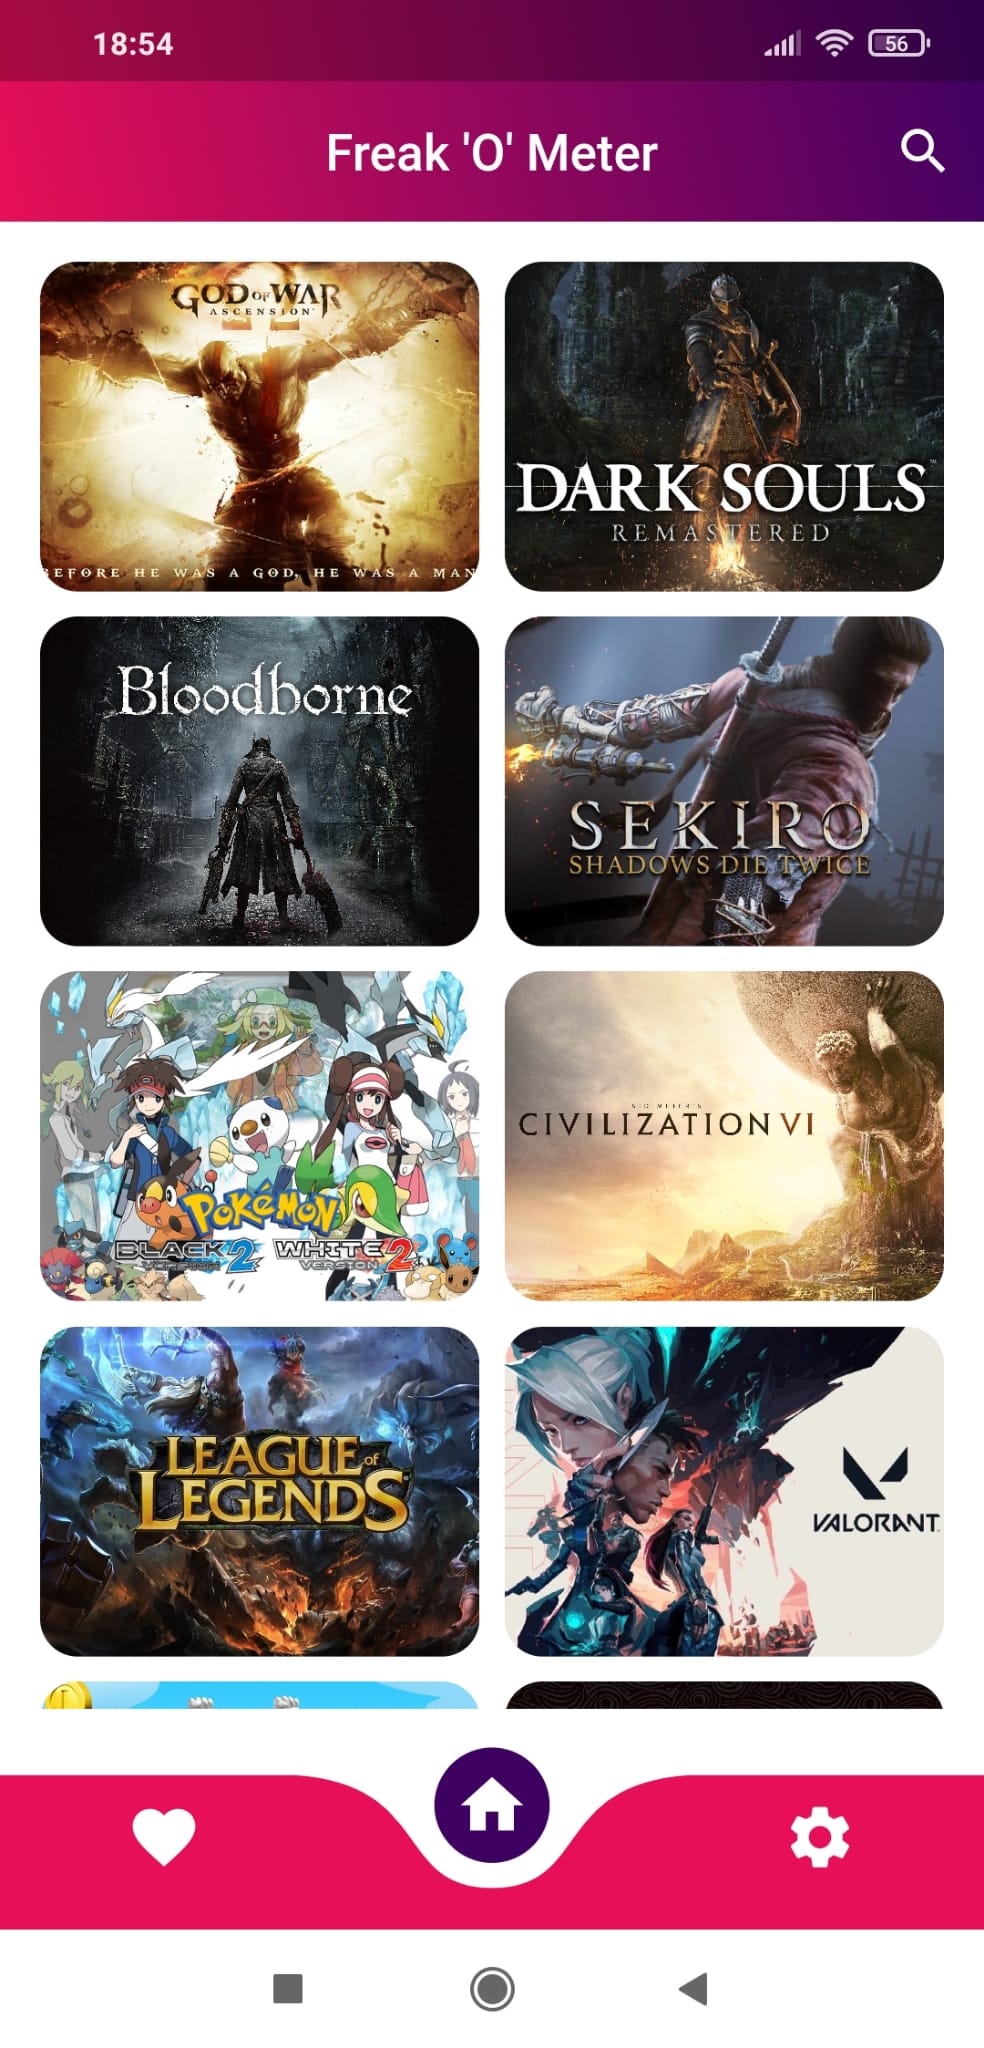 18:54
56
Freak 'O' Meter
GOD OF WAR
ASCENSION
BEFORE HE WAS A GOD, HE WAS A MAN
DARK SOULS
REMASTERED
Bloodborne
SEKIRO
SHADOWS DIE TWICE
POKéMON
BLACK 2 WHITE 2
VERSION VERSION
SID MEIER'S
CIVILIZATION VI
LEAGUE of
LEGENDS
VALORANT